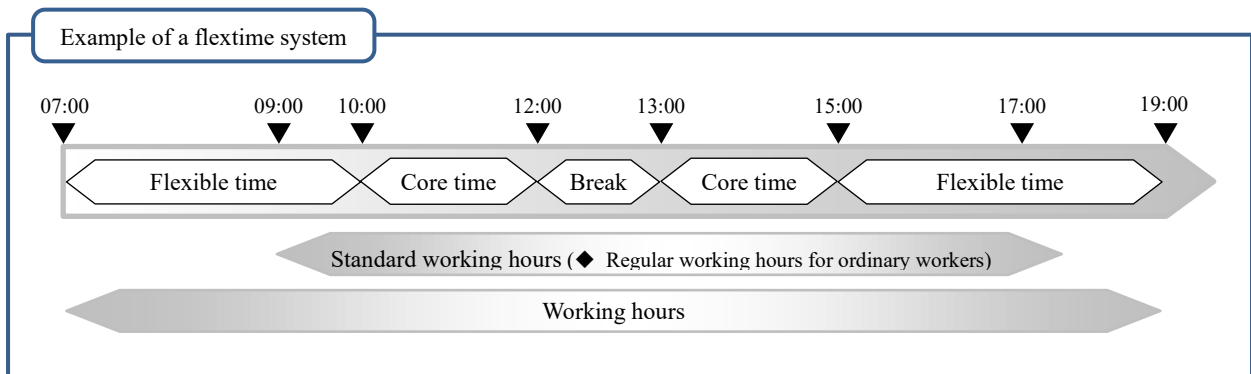 Example of a flextime system
07:00 09:00 10:00 12:00 13:00 15:00 17:00 19:00
Flexible time Core time Break Core time Flexible time
Standard working hours (◆ Regular working hours for ordinary workers)
Working hours